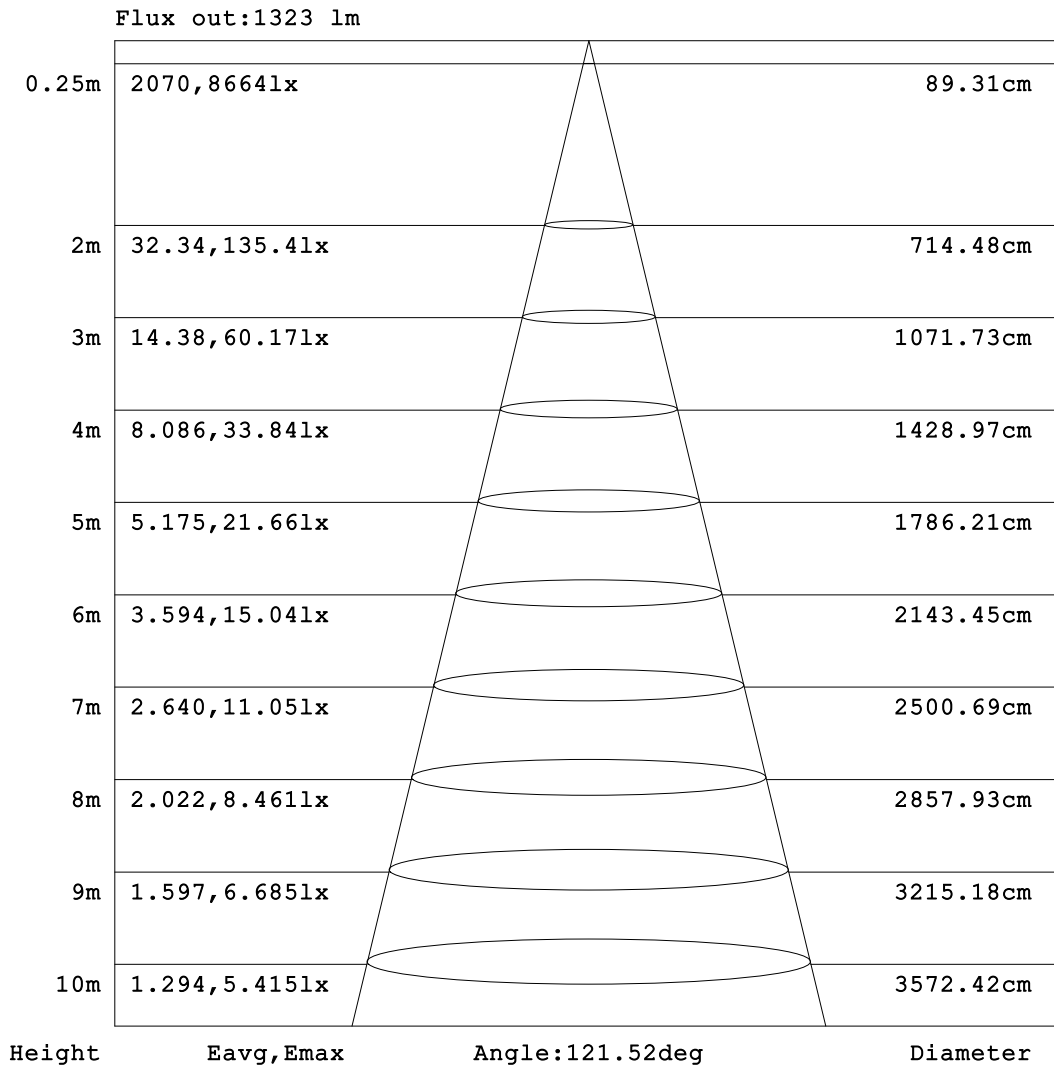 Flux out:1323 lm
0.25m 2070,8664lx 89.31cm
2m 32.34,135.4lx 714.48cm
3m 14.38,60.17lx 1071.73cm
4m 8.086,33.84lx 1428.97cm
5m 5.175,21.66lx 1786.21cm
6m 3.594,15.04lx 2143.45cm
7m 2.640,11.05lx 2500.69cm
8m 2.022,8.461lx 2857.93cm
9m 1.597,6.685lx 3215.18cm
10m 1.294,5.415lx 3572.42cm
Height Eavg,Emax Angle:121.52deg Diameter